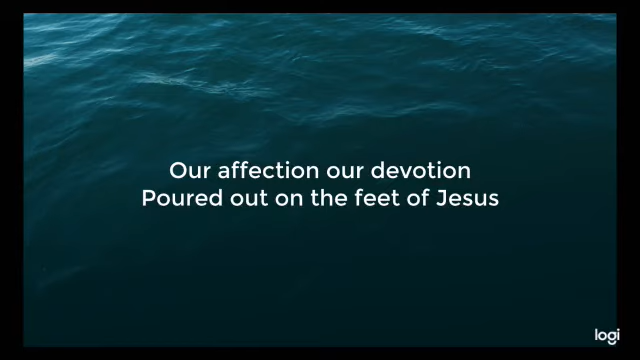 Our affection our devotion
Poured out on the feet of Jesus
logi